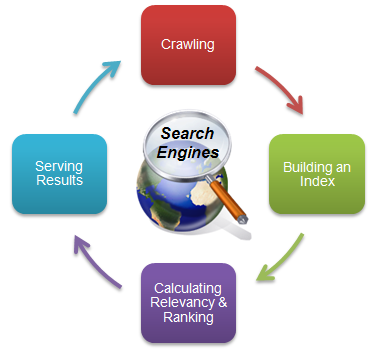 Crawling
Search
Engines
Serving
Results
Building an
Index
Calculating
Relevancy &
Ranking